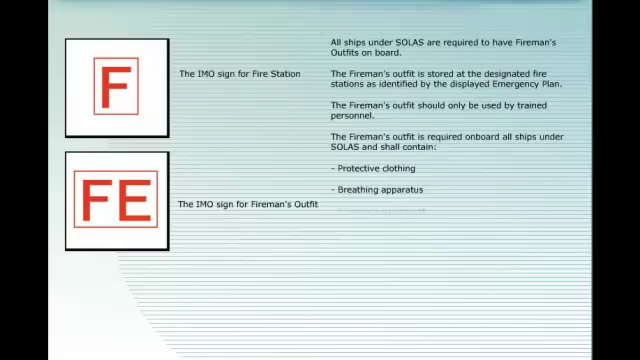 F
The IMO sign for Fire Station
FE
The IMO sign for Fireman's Outfit
All ships under SOLAS are required to have Fireman's
Outfits on board.
The Fireman's outfit is stored at the designated fire
stations as identified by the displayed Emergency Plan.
The Fireman's outfit should only be used by trained
personnel.
The Fireman's outfit is required onboard all ships under
SOLAS and shall contain:
- Protective clothing
- Breathing apparatus